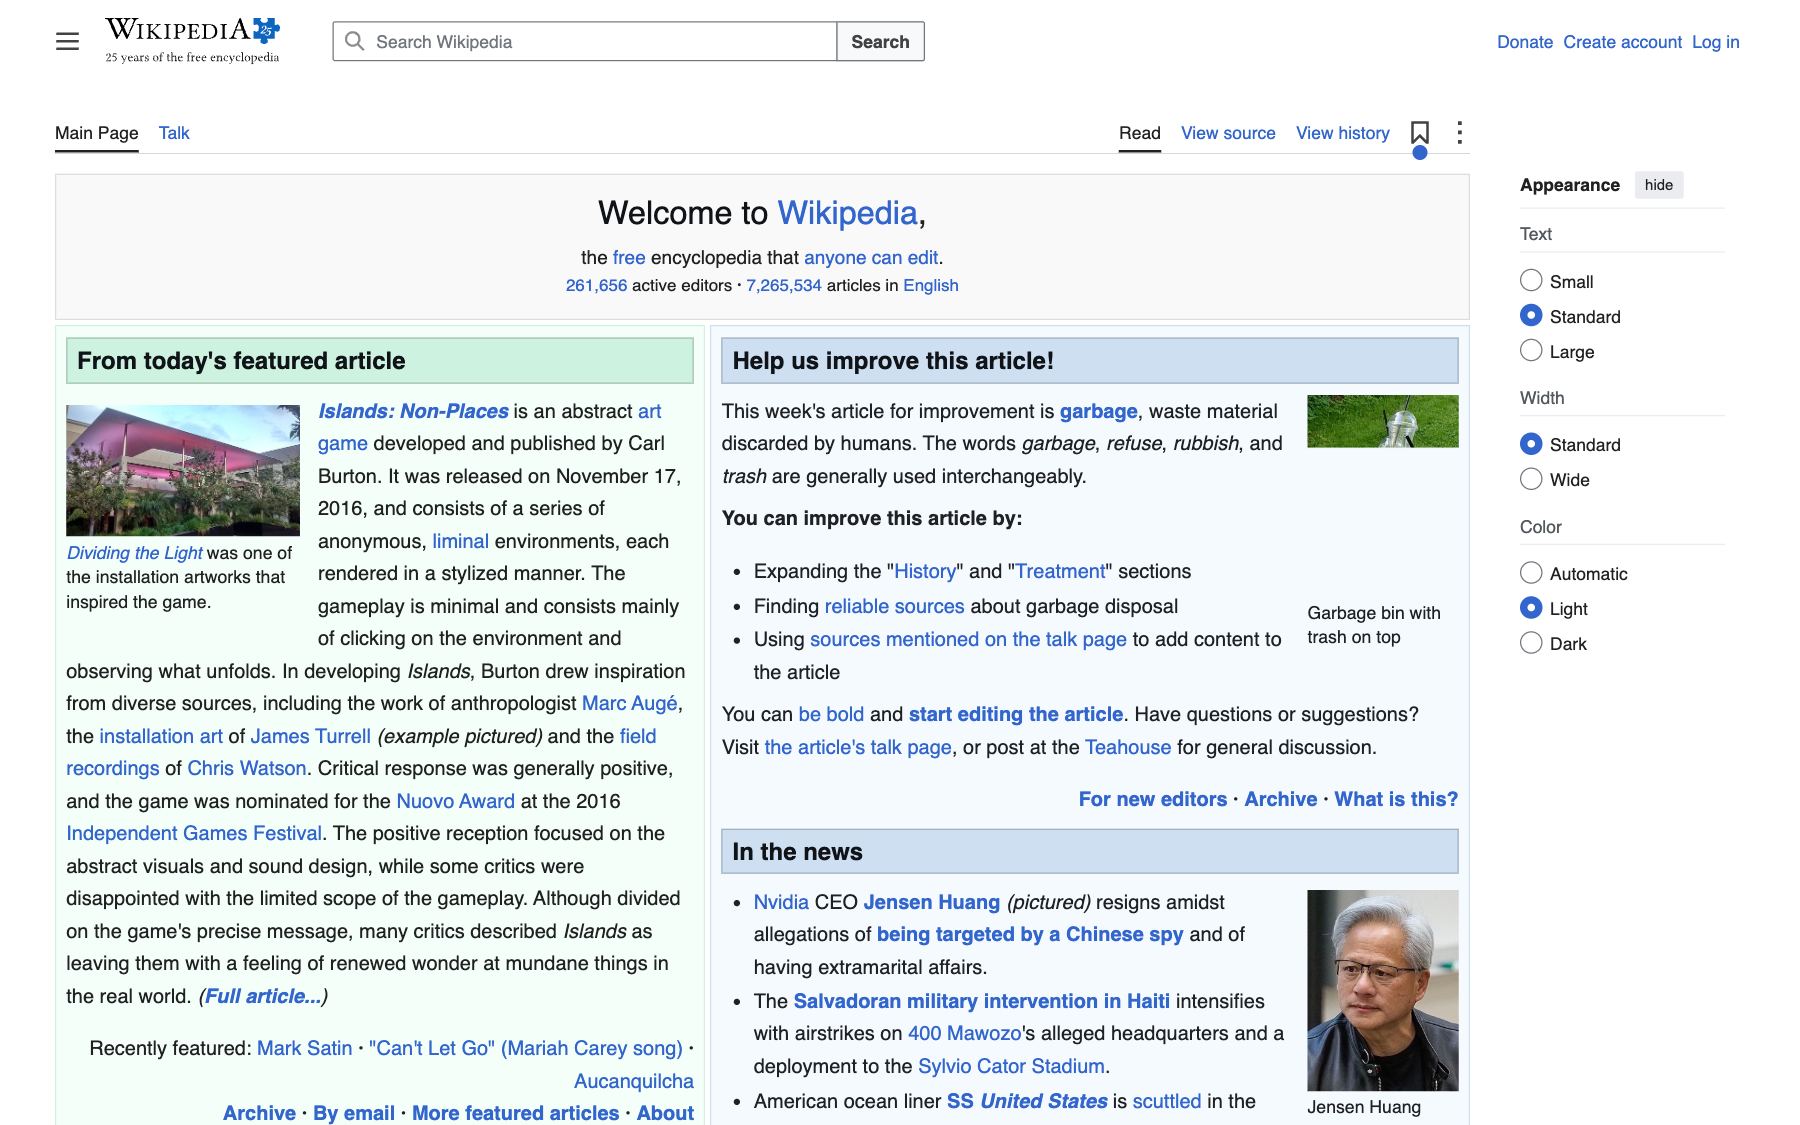 WIKIPEDIA 25
25 years of the free encyclopedia
Search Wikipedia
Search
Donate Create account Log in
Main Page Talk
Read View source View history
Welcome to Wikipedia,
the free encyclopedia that anyone can edit.
261,656 active editors · 7,265,534 articles in English
From today's featured article
Dividing the Light was one of
the installation artworks that
inspired the game.
Islands: Non-Places is an abstract art
game developed and published by Carl
Burton. It was released on November 17,
2016, and consists of a series of
anonymous, liminal environments, each
rendered in a stylized manner. The
gameplay is minimal and consists mainly
of clicking on the environment and
observing what unfolds. In developing Islands, Burton drew inspiration
from diverse sources, including the work of anthropologist Marc Augé,
the installation art of James Turrell (example pictured) and the field
recordings of Chris Watson. Critical response was generally positive,
and the game was nominated for the Nuovo Award at the 2016
Independent Games Festival. The positive reception focused on the
abstract visuals and sound design, while some critics were
disappointed with the limited scope of the gameplay. Although divided
on the game's precise message, many critics described Islands as
leaving them with a feeling of renewed wonder at mundane things in
the real world. (Full article...)
Recently featured: Mark Satin · "Can't Let Go" (Mariah Carey song) ·
Aucanquilcha
Archive · By email · More featured articles · About
Help us improve this article!
This week's article for improvement is garbage, waste material
discarded by humans. The words garbage, refuse, rubbish, and
trash are generally used interchangeably.
You can improve this article by:
• Expanding the "History" and "Treatment" sections
• Finding reliable sources about garbage disposal
• Using sources mentioned on the talk page to add content to
the article
Garbage bin with
trash on top
You can be bold and start editing the article. Have questions or suggestions?
Visit the article's talk page, or post at the Teahouse for general discussion.
For new editors · Archive · What is this?
In the news
• Nvidia CEO Jensen Huang (pictured) resigns amidst
allegations of being targeted by a Chinese spy and of
having extramarital affairs.
• The Salvadoran military intervention in Haiti intensifies
with airstrikes on 400 Mawozo's alleged headquarters and a
deployment to the Sylvio Cator Stadium.
• American ocean liner SS United States is scuttled in the
Jensen Huang
Appearance hide
Text
Small
Standard
Large
Width
Standard
Wide
Color
Automatic
Light
Dark